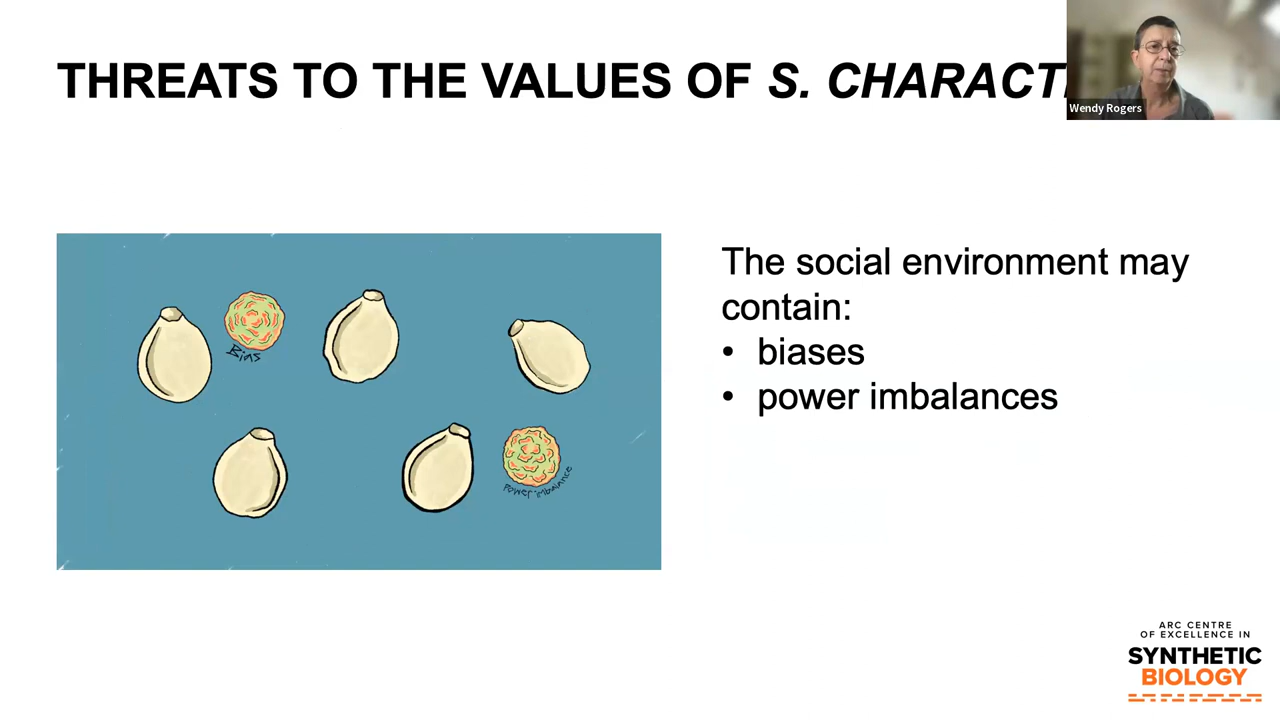 THREATS TO THE VALUES OF S. CHARACT
Wendy Rogers
The social environment may
contain:
• biases
• power imbalances
Bias
Power imbalance
ARC CENTRE
OF EXCELLENCE IN
SYNTHETIC
BIOLOGY